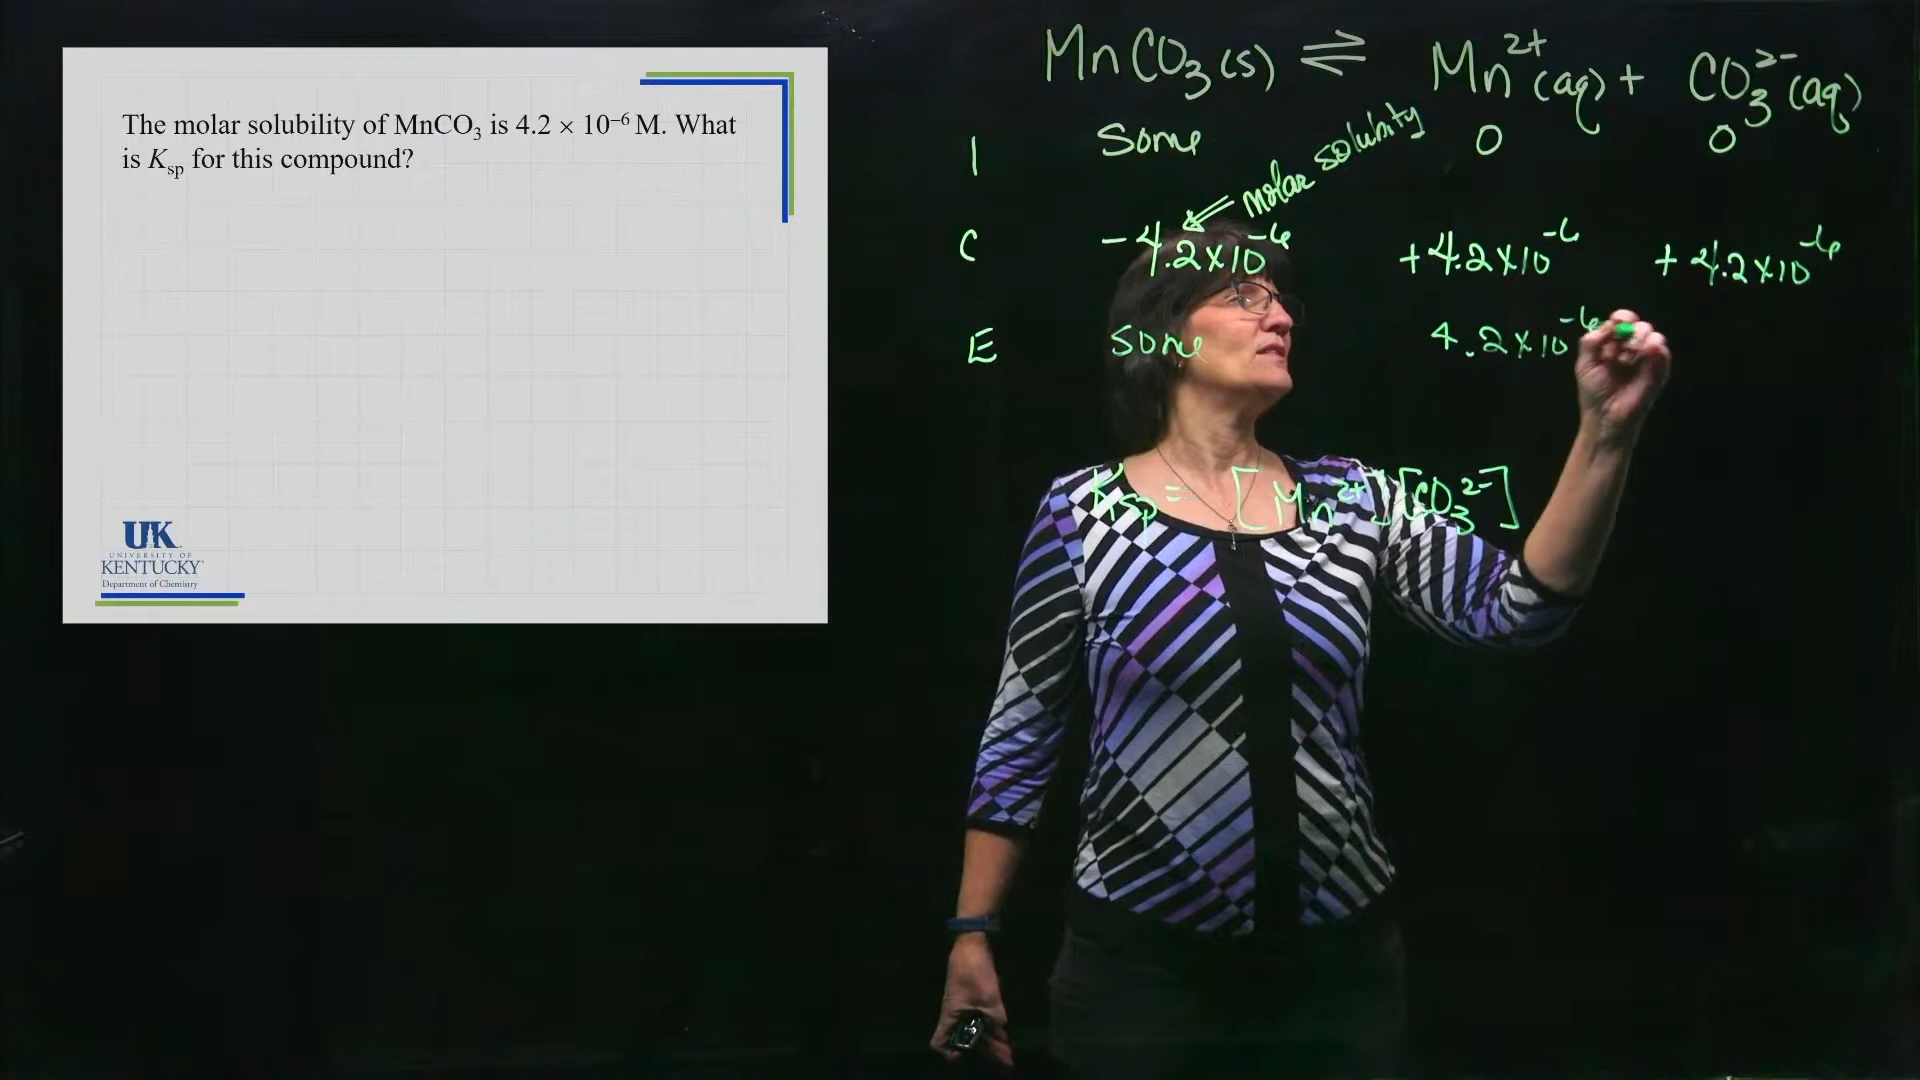 The molar solubility of MnCO₃ is 4.2 × 10⁻⁶ M. What
is Kₛₚ for this compound?
UK
UNIVERSITY OF
KENTUCKY
Department of Chemistry
MnCO₃(s) ⇌ Mn²⁺(aq) + CO₃²⁻(aq)
I Some 0 0
molar solubity
C -4.2×10⁻⁶ +4.2×10⁻⁶ +4.2×10⁻⁶
E some 4.2×10⁻⁶
Ksp = [Mn²⁺][CO₃²⁻]